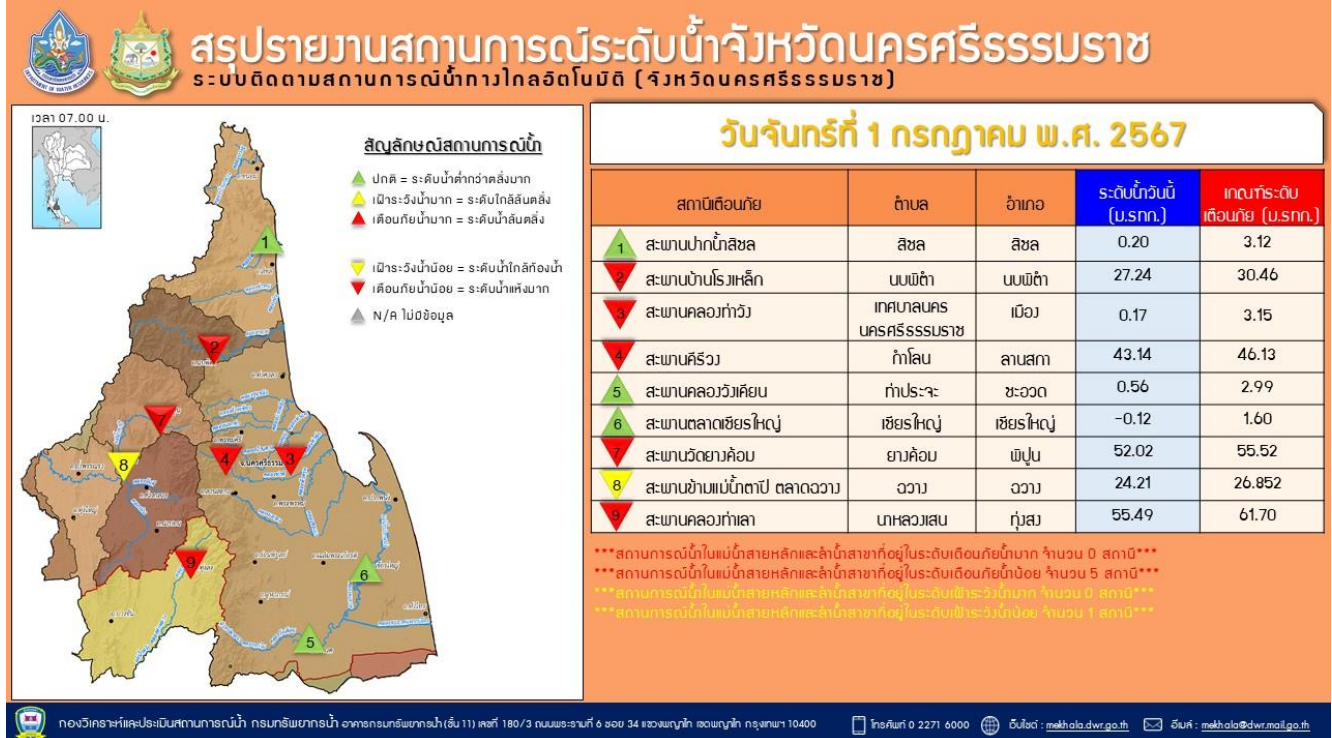 สรุปรายงานสถานการณ์ระดับน้ำจังหวัดนครศรีธรรมราช
ระบบติดตามสถานการณ์น้ำทางไกลอัตโนมัติ (จังหวัดนครศรีธรรมราช)
เวลา 07.00 น.
สัญลักษณ์สถานการณ์น้ำ
ปกติ = ระดับน้ำต่ำกว่าตลิ่งมาก
เฝ้าระวังน้ำมาก = ระดับใกล้ล้นตลิ่ง
เตือนภัยน้ำมาก = ระดับน้ำล้นตลิ่ง
เฝ้าระวังน้ำน้อย = ระดับน้ำใกล้ท้องน้ำ
เตือนภัยน้ำน้อย = ระดับน้ำแห้งมาก
N/A ไม่มีข้อมูล
1
2
7
8
4
3
9
6
5
วันจันทร์ที่ 1 กรกฎาคม พ.ศ. 2567
สถานีเตือนภัย ตำบล อำเภอ ระดับน้ำวันนี้ (ม.รทก.) เกณฑ์ระดับเตือนภัย (ม.รทก.)
1 สะพานปากน้ำสิชล สิชล สิชล 0.20 3.12
2 สะพานบ้านโรงเหล็ก นบพิตำ นบพิตำ 27.24 30.46
3 สะพานคลองท่าวัง เทศบาลนครนครศรีธรรมราช เมือง 0.17 3.15
4 สะพานคีรีวง กำโลน ลานสกา 43.14 46.13
5 สะพานคลองวังเคียน ท่าประจะ ชะอวด 0.56 2.99
6 สะพานตลาดเชียรใหญ่ เชียรใหญ่ เชียรใหญ่ -0.12 1.60
7 สะพานวัดยางค้อม ยางค้อม พิปูน 52.02 55.52
8 สะพานข้ามแม่น้ำตาปี ตลาดฉวาง ฉวาง ฉวาง 24.21 26.852
9 สะพานคลองท่าเลา นาหลวงเสน ทุ่งสง 55.49 61.70
***สถานการณ์น้ำในแม่น้ำสายหลักและลำน้ำสาขาที่อยู่ในระดับเตือนภัยน้ำมาก จำนวน 0 สถานี***
***สถานการณ์น้ำในแม่น้ำสายหลักและลำน้ำสาขาที่อยู่ในระดับเตือนภัยน้ำน้อย จำนวน 5 สถานี***
***สถานการณ์น้ำในแม่น้ำสายหลักและลำน้ำสาขาที่อยู่ในระดับเฝ้าระวังน้ำมาก จำนวน 0 สถานี***
***สถานการณ์น้ำในแม่น้ำสายหลักและลำน้ำสาขาที่อยู่ในระดับเฝ้าระวังน้ำน้อย จำนวน 1 สถานี***
กองวิเคราะห์และประเมินสถานการณ์น้ำ กรมทรัพยากรน้ำ อาคารกรมทรัพยากรน้ำ (ชั้น 11) เลขที่ 180/3 ถนนพระรามที่ 6 ซอย 34 แขวงพญาไท เขตพญาไท กรุงเทพฯ 10400 โทรศัพท์ 0 2271 6000 เว็บไซต์ : mekhala.dwr.go.th อีเมล์ : mekhala@dwr.mail.go.th